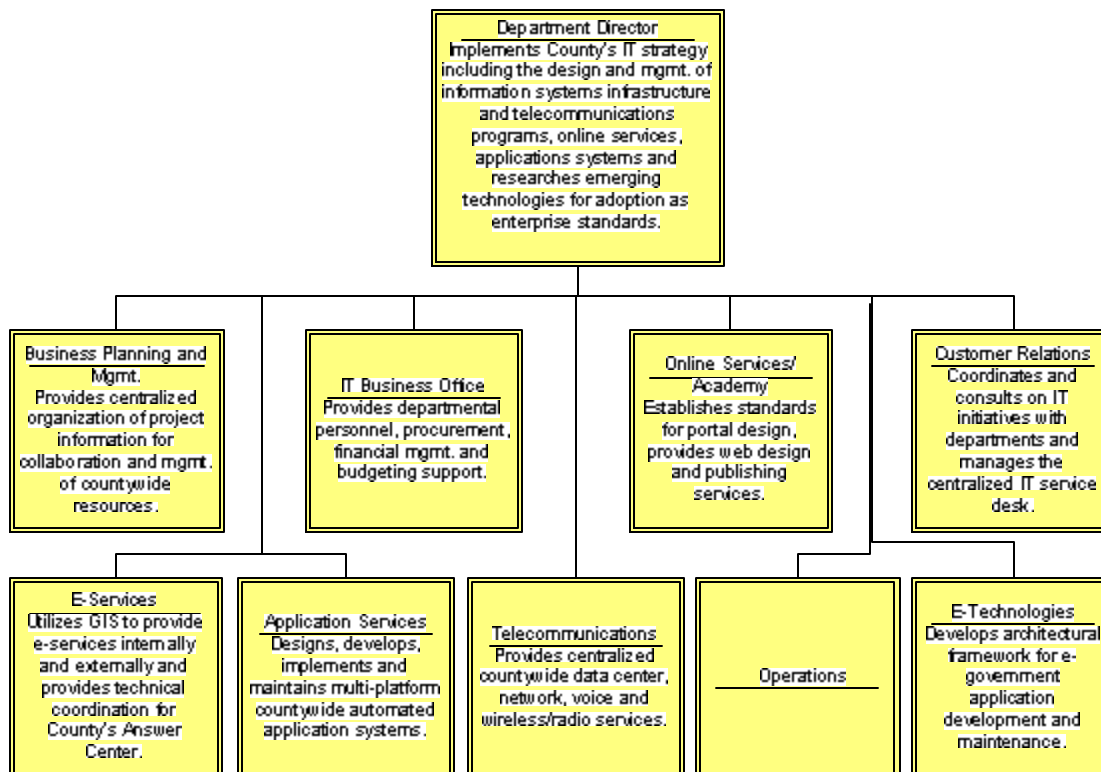 Department Director
Implements County's IT strategy
including the design and mgmt. of
information systems infrastructure
and telecommunications
programs, online services,
applications systems and
researches emerging
technologies for adoption as
enterprise standards.
Business Planning and
Mgmt.
Provides centralized
organization of project
information for
collaboration and mgmt.
of countywide
resources.
IT Business Office
Provides departmental
personnel, procurement,
financial mgmt. and
budgeting support.
Online Services/
Academy
Establishes standards
for portal design,
provides web design
and publishing
services.
Customer Relations
Coordinates and
consults on IT
initiatives with
departments and
manages the
centralized IT service
desk.
E-Services
Utilizes GIS to provide
e-services internally
and externally and
provides technical
coordination for
County's Answer
Center.
Application Services
Designs, develops,
implements and
maintains multi-platform
countywide automated
application systems.
Telecommunications
Provides centralized
countywide data center,
network, voice and
wireless/radio services.
Operations
E-Technologies
Develops architectural
framework for e-
government
application
development and
maintenance.